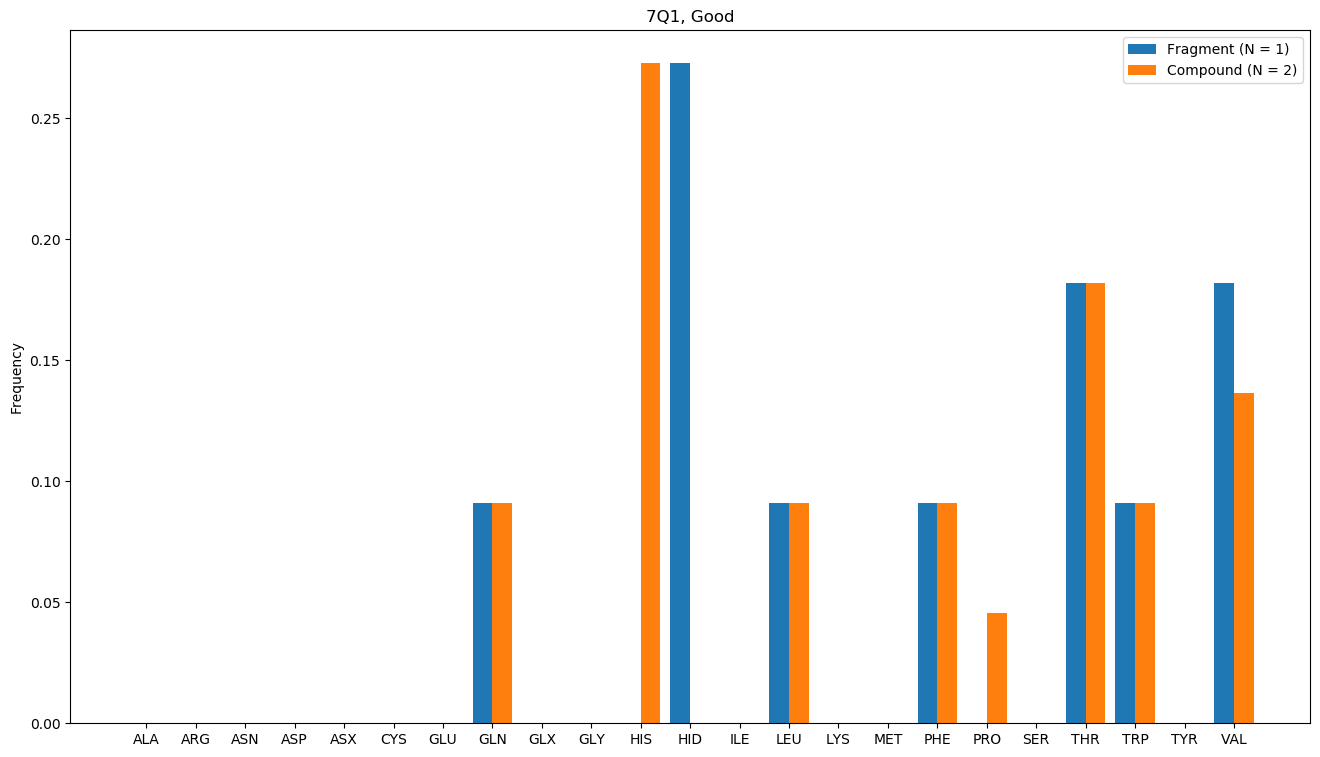 7Q1, Good
Fragment (N = 1)
Compound (N = 2)
Frequency
0.25
0.20
0.15
0.10
0.05
0.00
ALA ARG ASN ASP ASX CYS GLU GLN GLX GLY HIS HID ILE LEU LYS MET PHE PRO SER THR TRP TYR VAL